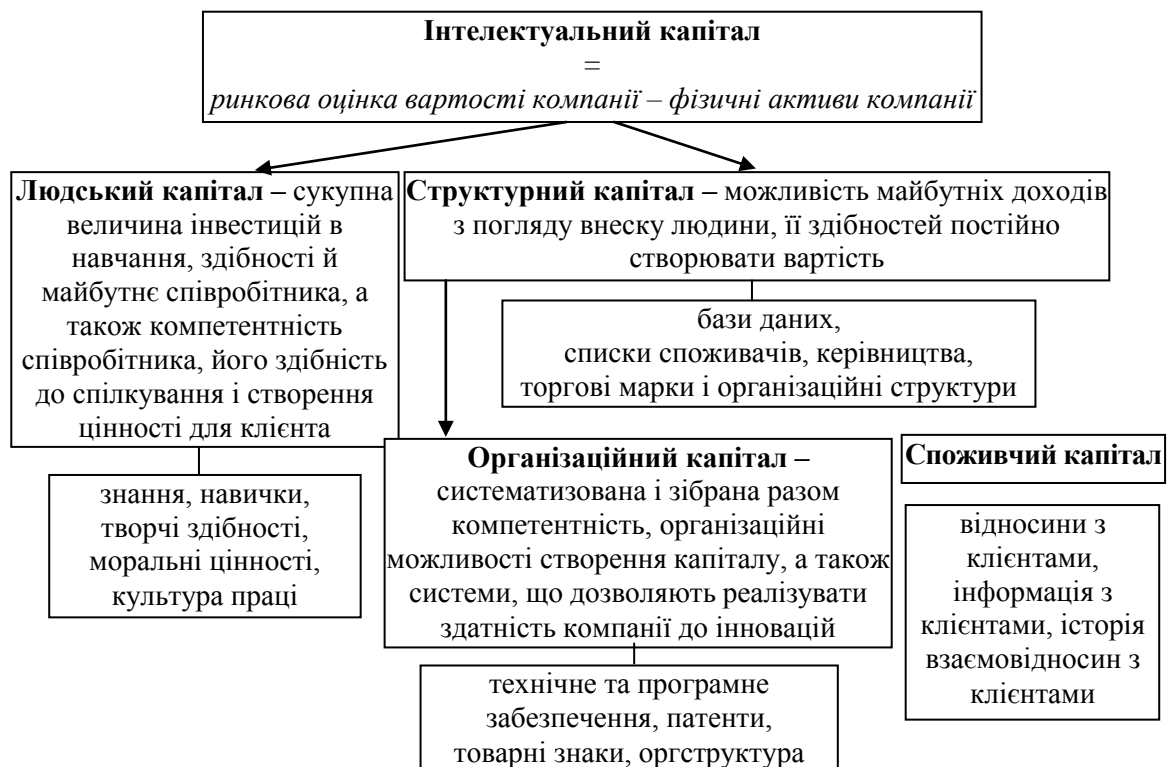 Інтелектуальний капітал
=
ринкова оцінка вартості компанії – фізичні активи компанії
Людський капітал – сукупна
величина інвестицій в
навчання, здібності й
майбутнє співробітника, а
також компетентність
співробітника, його здібність
до спілкування і створення
цінності для клієнта
знання, навички,
творчі здібності,
моральні цінності,
культура праці
Структурний капітал – можливість майбутніх доходів
з погляду внеску людини, її здібностей постійно
створювати вартість
бази даних,
списки споживачів, керівництва,
торгові марки і організаційні структури
Організаційний капітал –
систематизована і зібрана разом
компетентність, організаційні
можливості створення капіталу, а також
системи, що дозволяють реалізувати
здатність компанії до інновацій
технічне та програмне
забезпечення, патенти,
товарні знаки, оргструктура
Споживчий капітал
відносини з
клієнтами,
інформація з
клієнтами, історія
взаємовідносин з
клієнтами